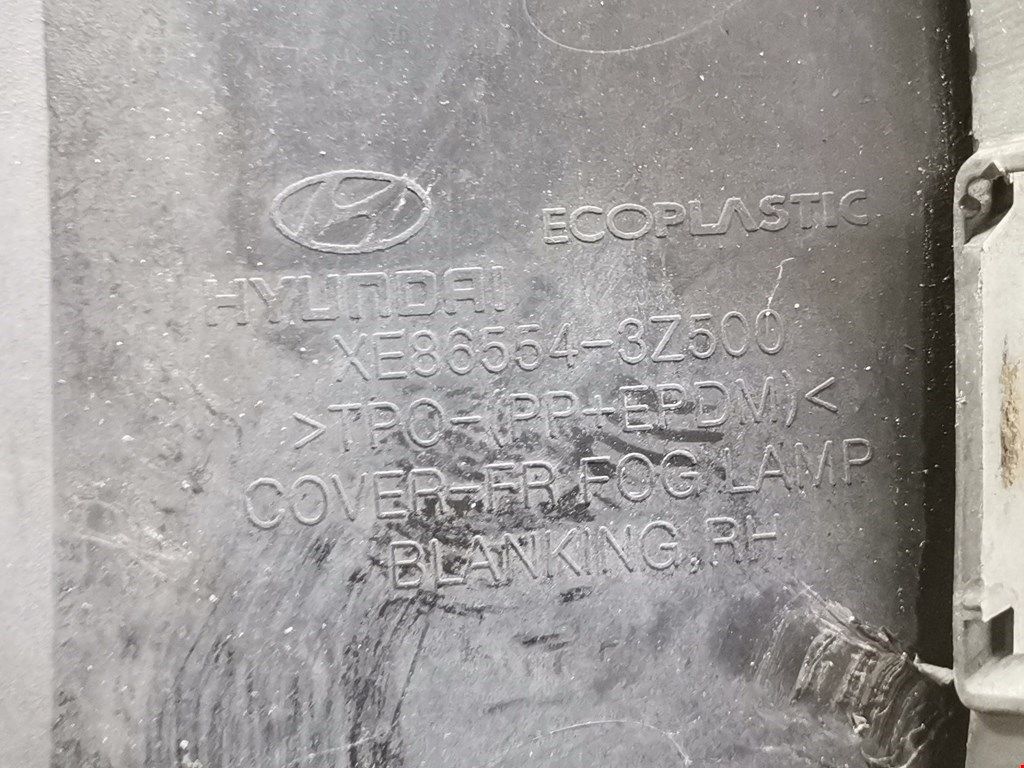 ECOPLASTIC
HYUNDAI
XE86554-3Z500
>TPO-(PP+EPDM)<
COVER-FR FOG LAMP
BLANKING,RH